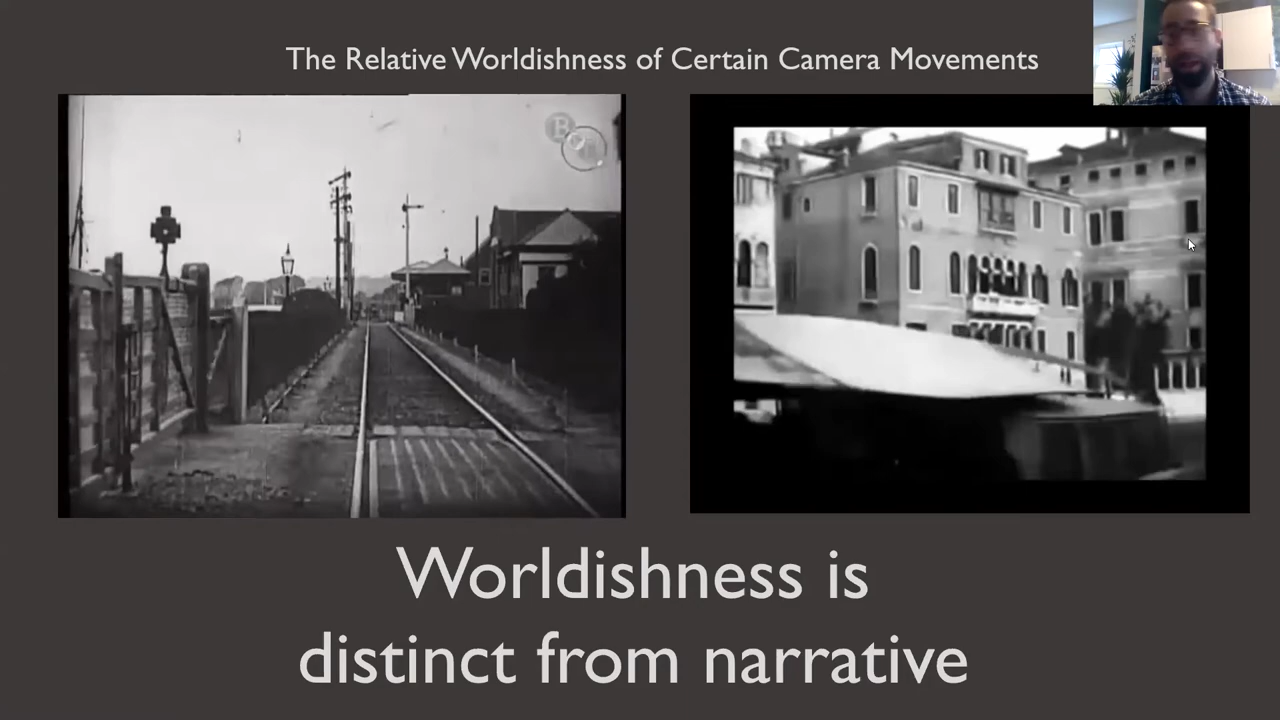 The Relative Worldishness of Certain Camera Movements
Worldishness is
distinct from narrative